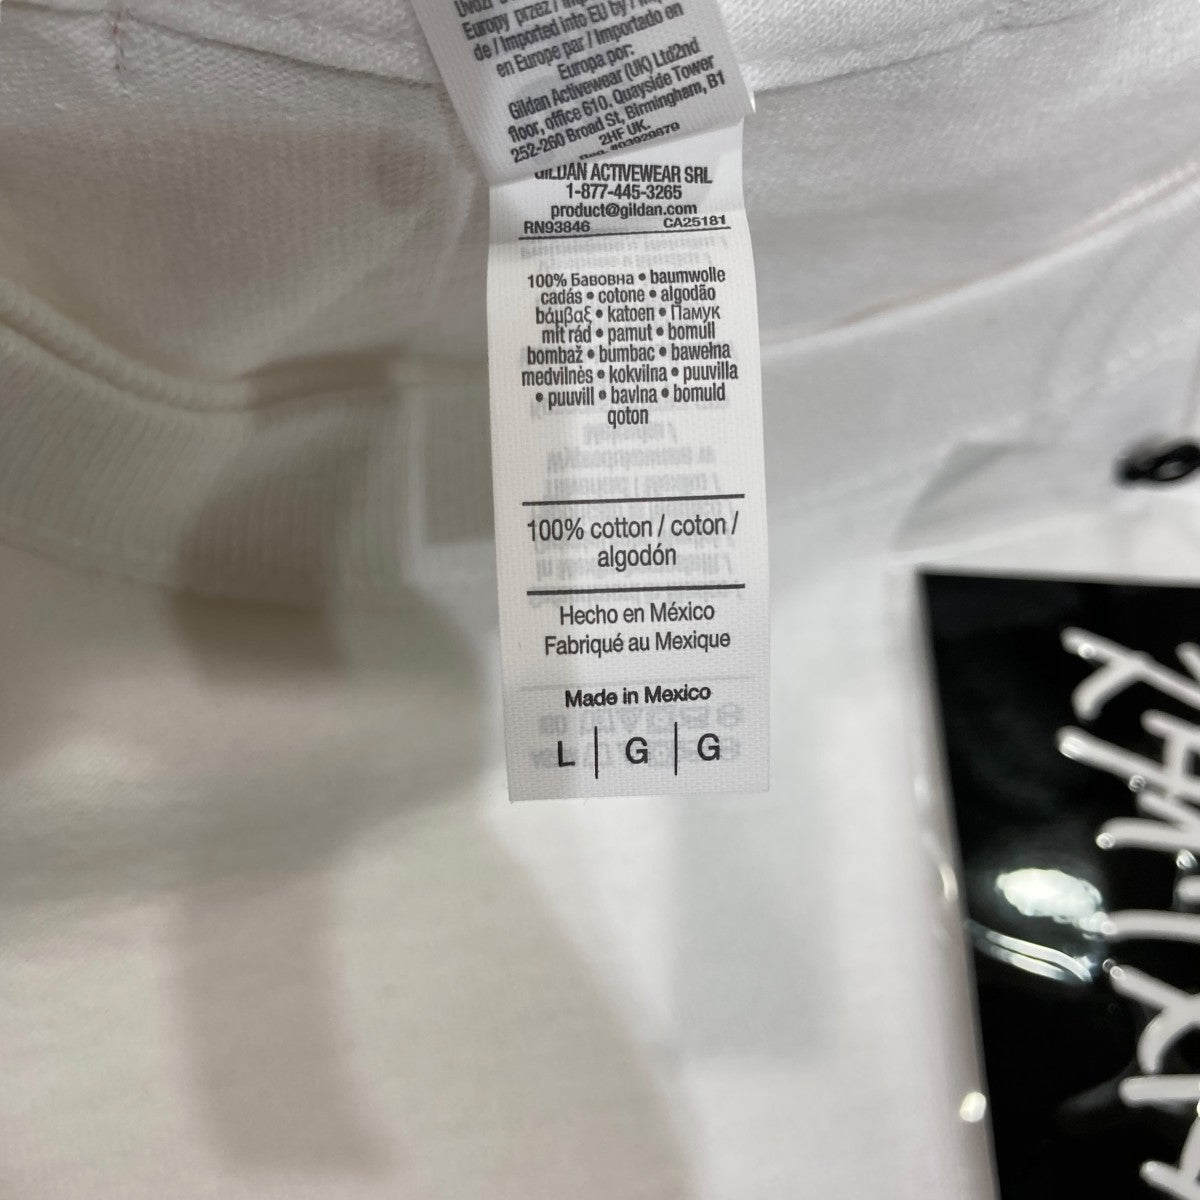 Europy przez /
de / Imported into EU by /
en Europe par / Importado en
Europa por:
Gildan Activewear (UK) Ltd2nd
floor, office 610, Quayside Tower
252-260 Broad St, Birmingham, B1
2HF UK.
GILDAN ACTIVEWEAR SRL
1-877-445-3265
product@gildan.com
RN93846 CA25181
100% Бавовна • baumwolle
cadás • cotone • algodão
βάμβαξ • katoen • Памук
mit rád • pamut • bomull
bombaž • bumbac • bawełna
medvilnės • kokvilna • puuvilla
• puuvill • bavlna • bomuld
qoton
100% cotton / coton /
algodón
Hecho en México
Fabriqué au Mexique
Made in Mexico
L | G | G